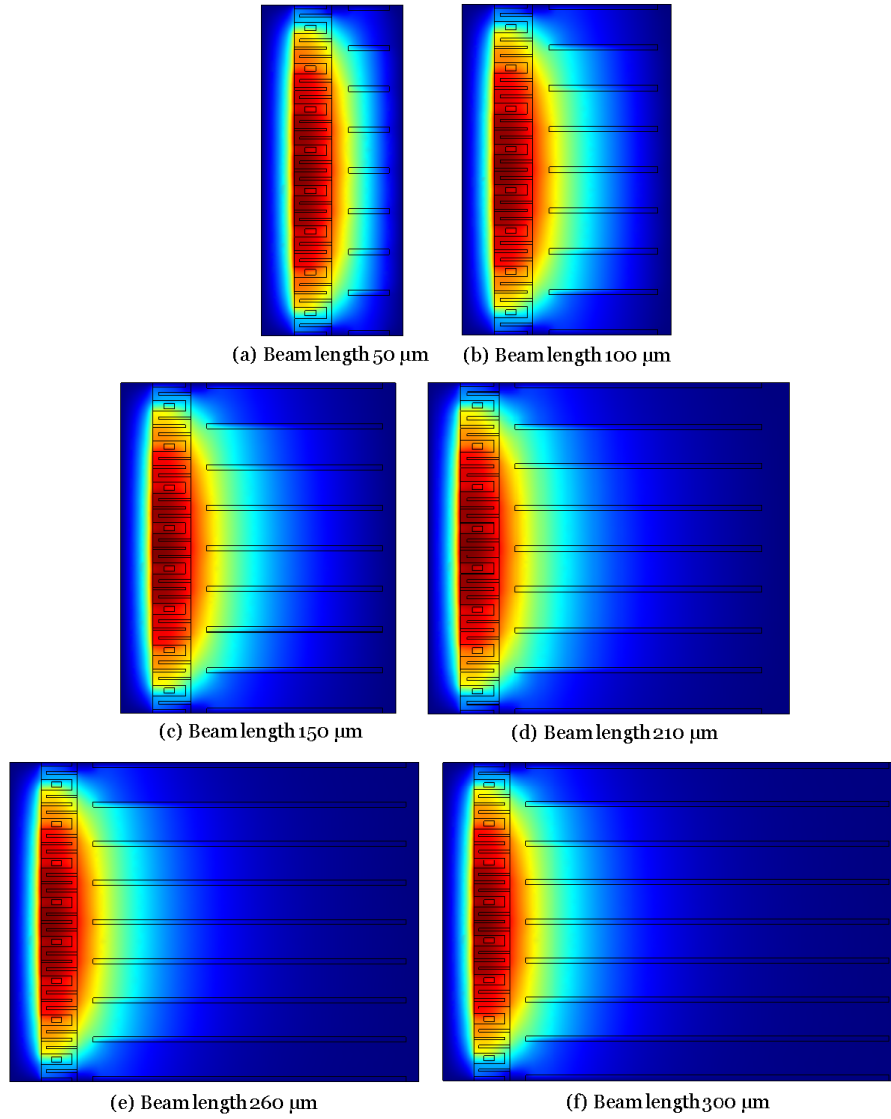 (a) Beam length 50 µm
(b) Beam length 100 µm
(c) Beam length 150 µm
(d) Beam length 210 µm
(e) Beam length 260 µm
(f) Beam length 300 µm